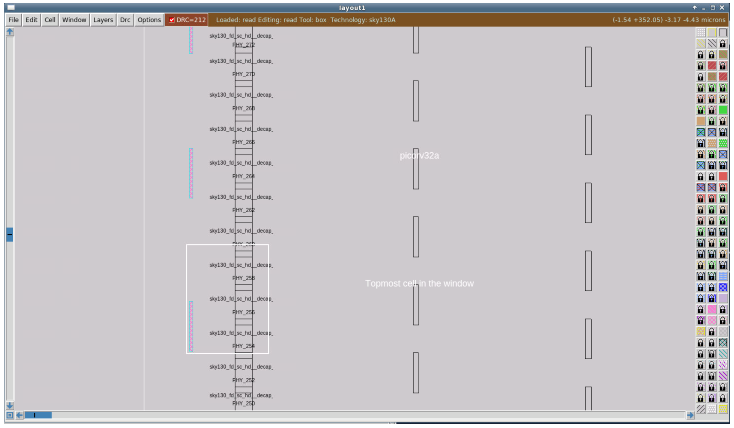 layout1
File Edit Cell Window Layers Drc Options DRC=212 Loaded: read Editing: read Tool: box Technology: sky130A (-1.54 +352.05) -3.17 -4.43 microns
sky130_fd_sc_hd__decap_
PHY_272
sky130_fd_sc_hd__decap_
PHY_270
sky130_fd_sc_hd__decap_
PHY_268
sky130_fd_sc_hd__decap_
PHY_266
picorv32a
sky130_fd_sc_hd__decap_
PHY_264
sky130_fd_sc_hd__decap_
PHY_262
sky130_fd_sc_hd__decap_
PHY_260
sky130_fd_sc_hd__decap_
PHY_258
Topmost cell in the window
sky130_fd_sc_hd__decap_
PHY_256
sky130_fd_sc_hd__decap_
PHY_254
sky130_fd_sc_hd__decap_
PHY_252
sky130_fd_sc_hd__decap_
PHY_250